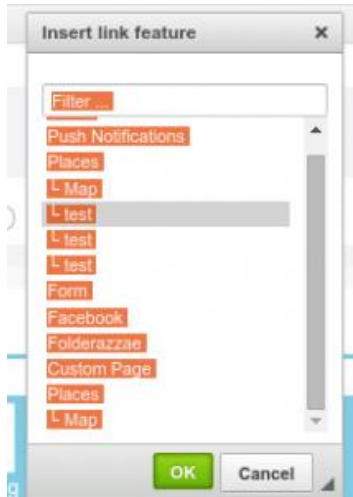 Insert link feature ×
Filter ...
Push Notifications
Places
└ Map
└ test
└ test
└ test
Form
Facebook
Folderazzae
Custom Page
Places
└ Map
OK Cancel